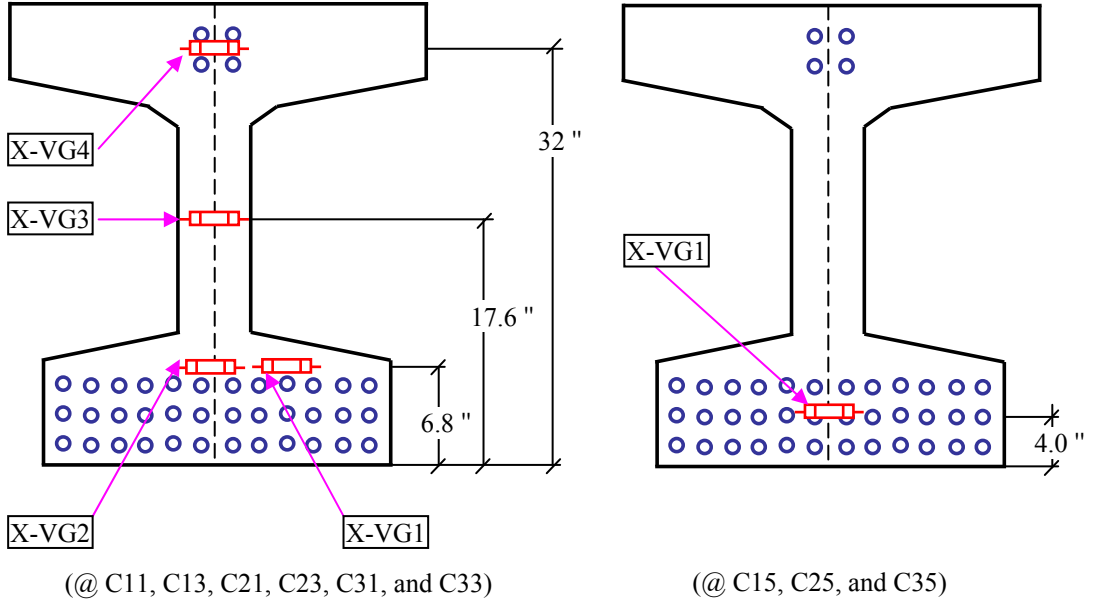 X-VG4
32 "
X-VG3
X-VG1
17.6 "
6.8 "
4.0 "
X-VG2
X-VG1
(@ C11, C13, C21, C23, C31, and C33)
(@ C15, C25, and C35)